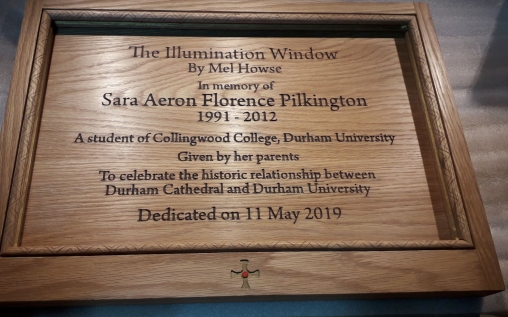 The Illumination Window
By Mel Howse
In memory of
Sara Aeron Florence Pilkington
1991 - 2012
A student of Collingwood College, Durham University
Given by her parents
To celebrate the historic relationship between
Durham Cathedral and Durham University
Dedicated on 11 May 2019